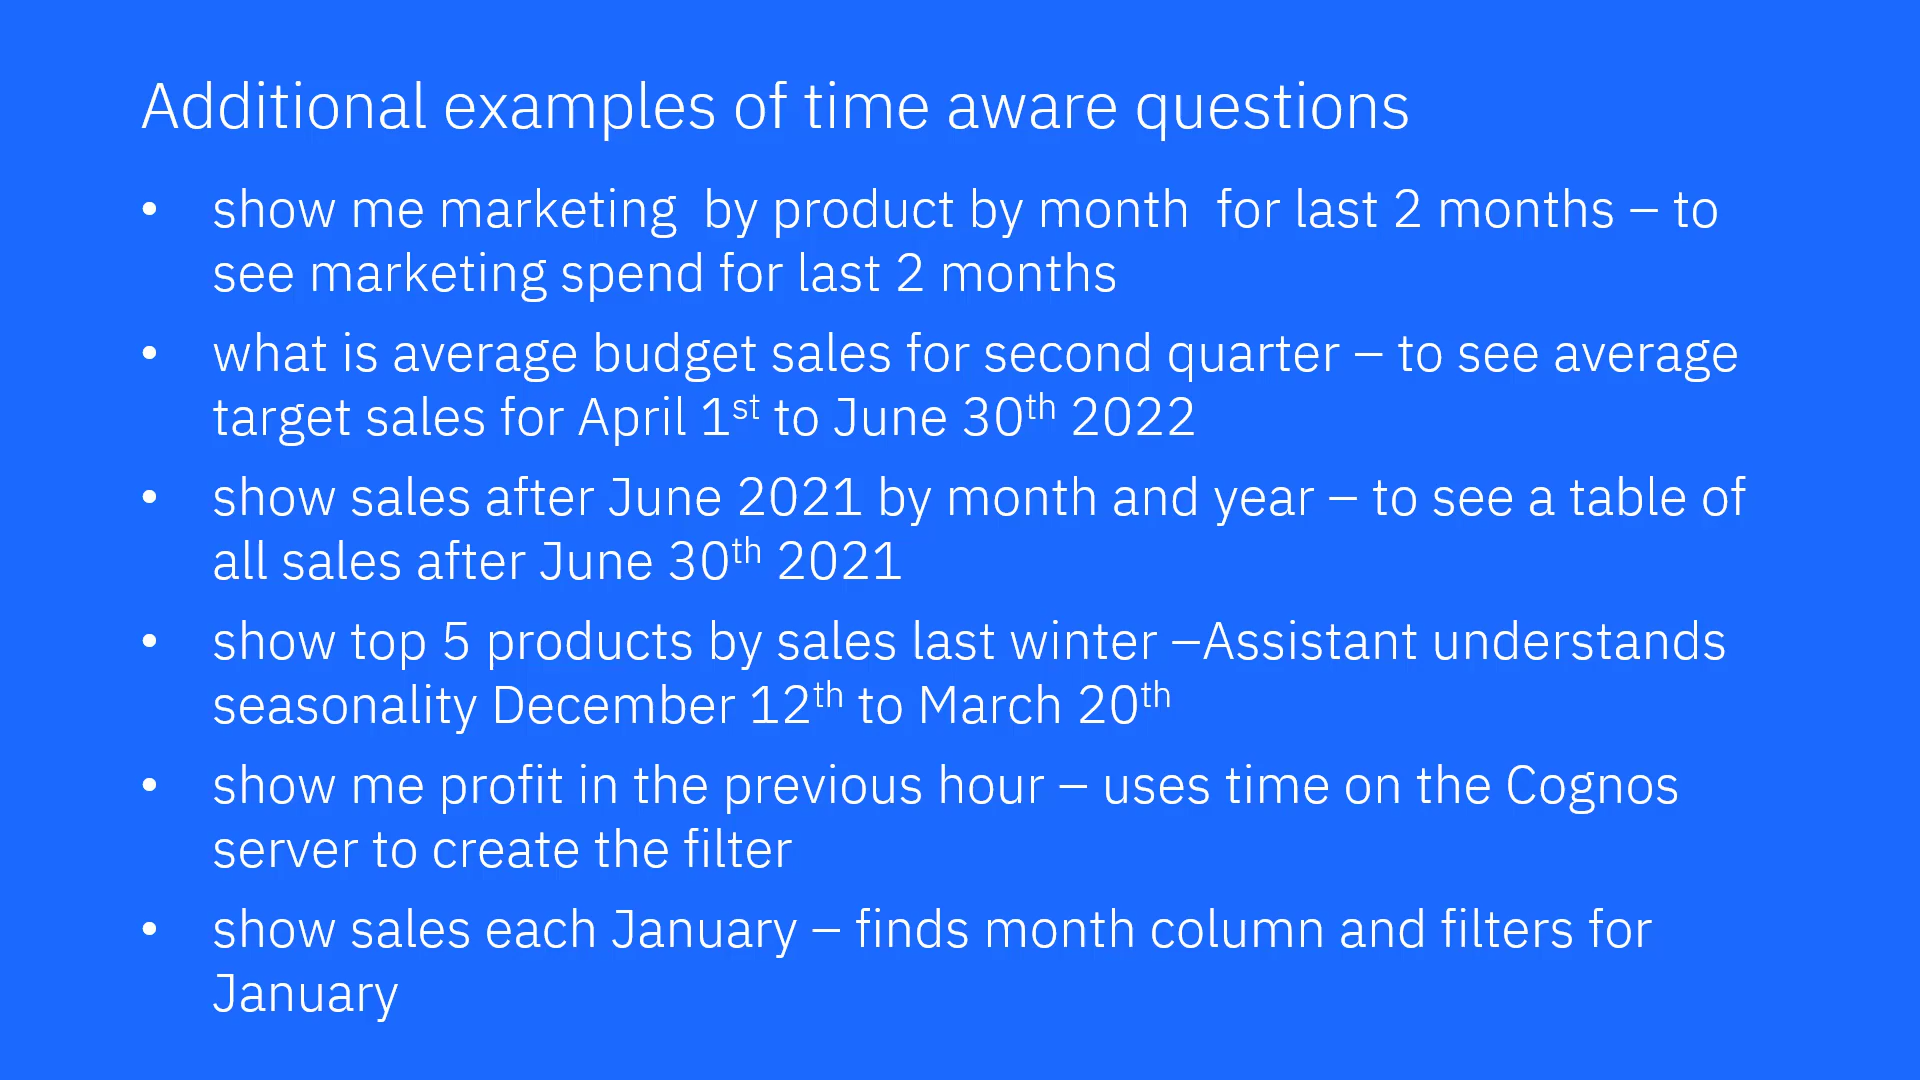 Additional examples of time aware questions
• show me marketing  by product by month  for last 2 months – to
see marketing spend for last 2 months
• what is average budget sales for second quarter – to see average
target sales for April 1st to June 30th 2022
• show sales after June 2021 by month and year – to see a table of
all sales after June 30th 2021
• show top 5 products by sales last winter –Assistant understands
seasonality December 12th to March 20th
• show me profit in the previous hour – uses time on the Cognos
server to create the filter
• show sales each January – finds month column and filters for
January